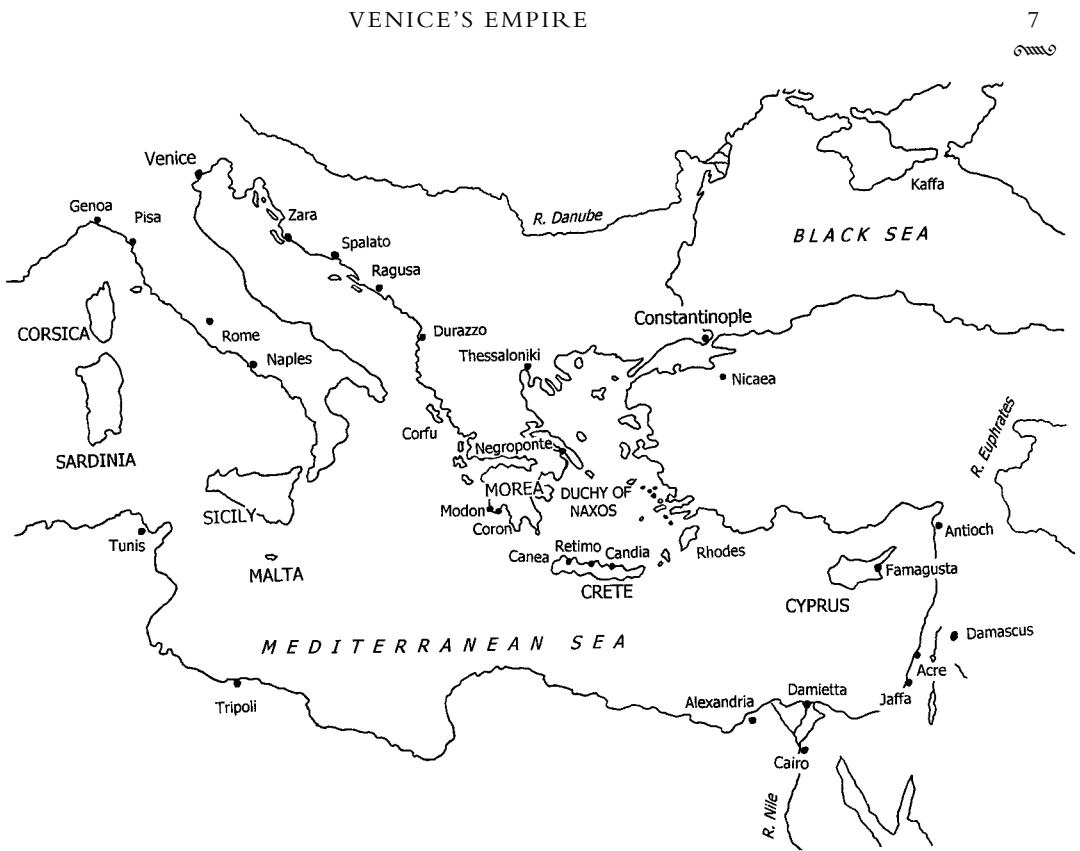 VENICE'S EMPIRE
7
Venice
Genoa
Pisa
Zara
Spalato
Ragusa
R. Danube
Kaffa
BLACK SEA
CORSICA
Rome
Naples
Durazzo
Constantinople
Thessaloniki
Nicaea
SARDINIA
Corfu
Negroponte
R. Euphrates
SICILY
MOREA
DUCHY OF
NAXOS
Modon
Coron
Tunis
MALTA
Canea
Retimo
Candia
CRETE
Rhodes
Antioch
Famagusta
CYPRUS
MEDITERRANEAN SEA
Damascus
Acre
Jaffa
Tripoli
Alexandria
Damietta
Cairo
R. Nile